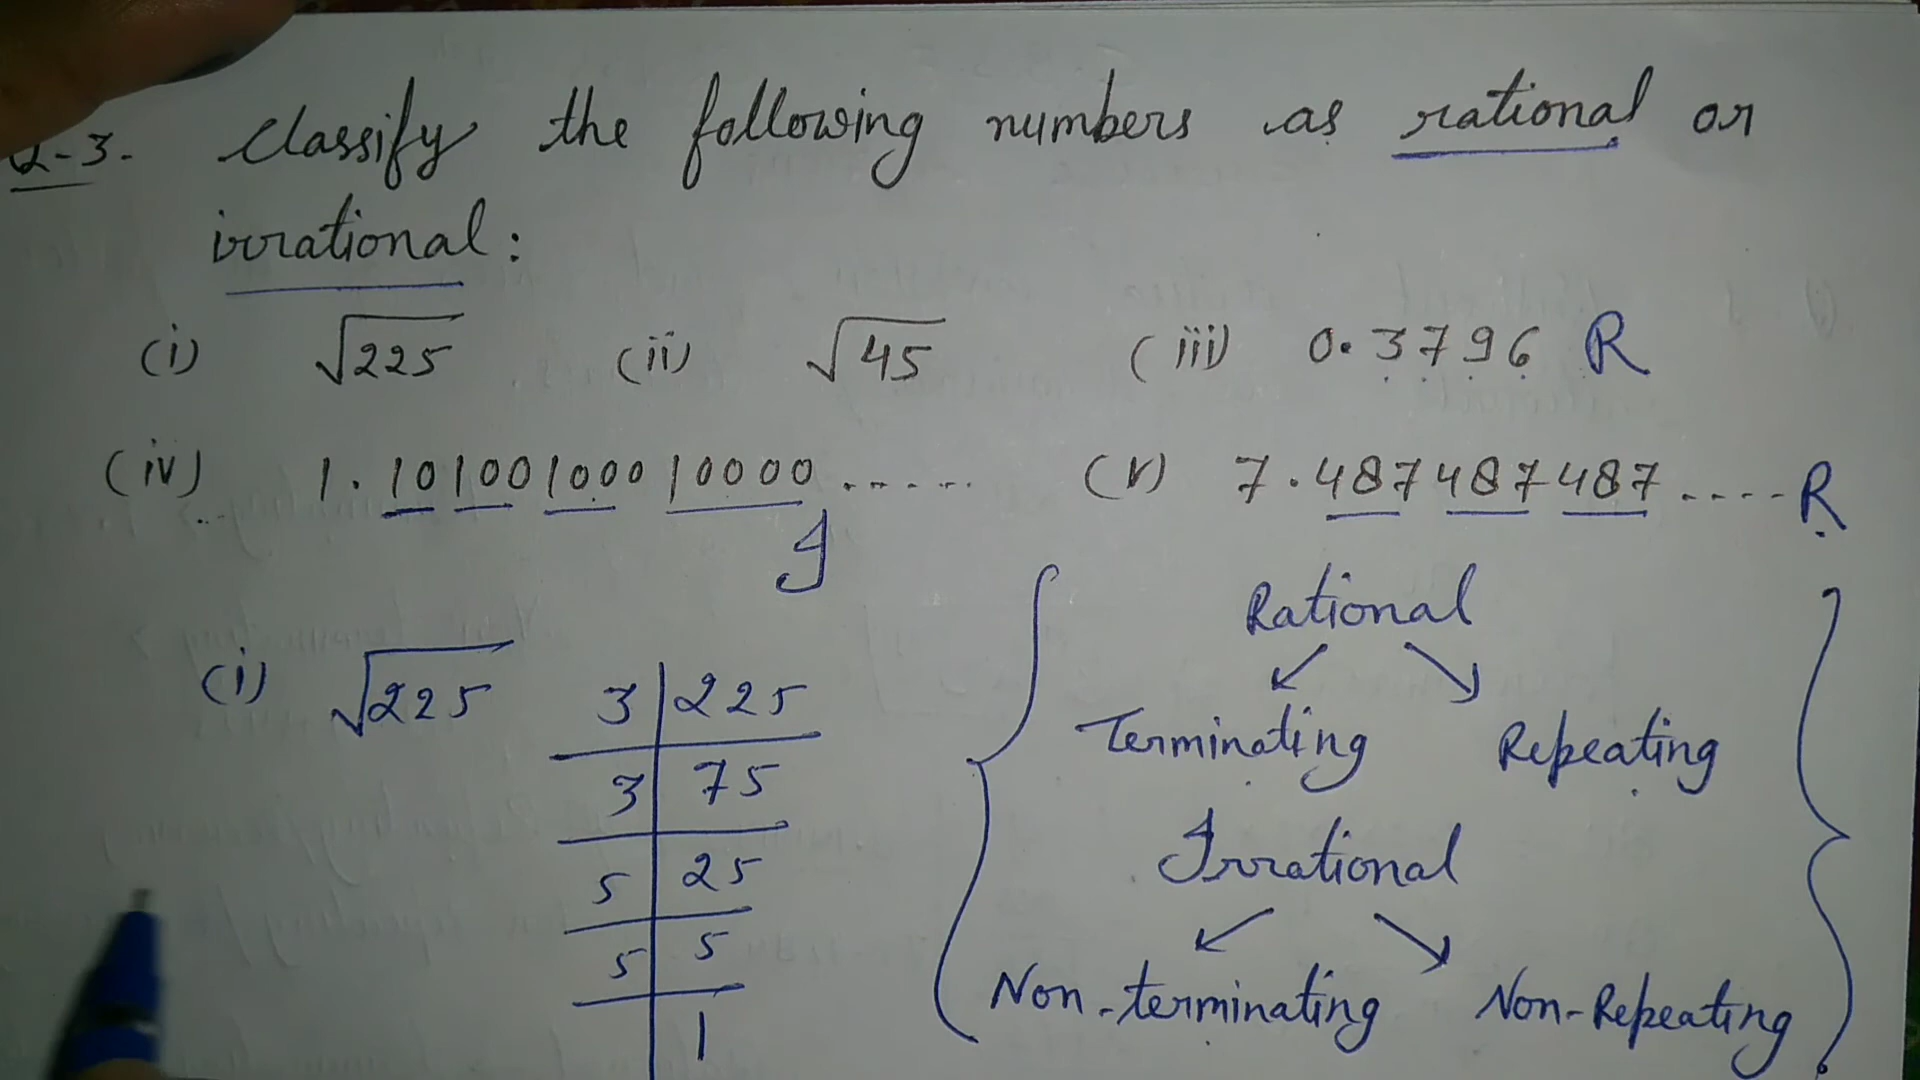 Q-3. Classify the following numbers as rational or
irrational:
(i) √225 (ii) √45 (iii) 0.3796 R
(iv) 1.10100100010000...... (v) 7.487487487.... R
I
(i) √225
3 | 225
3 | 75
5 | 25
5 | 5
1
Rational
Terminating Repeating
Irrational
Non-terminating Non-Repeating